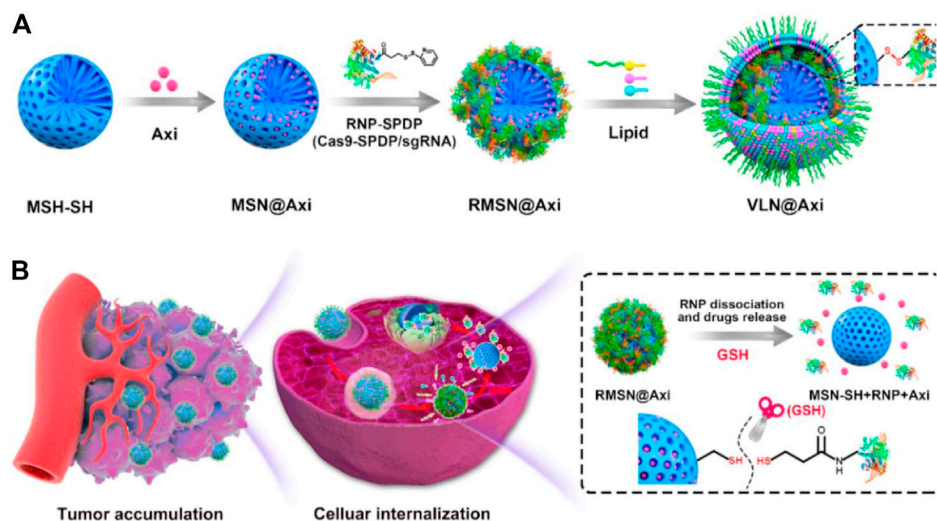 A
Axi
RNP-SPDP
(Cas9-SPDP/sgRNA)
Lipid
O
S
S
N
S
S
MSH-SH
MSN@Axi
RMSN@Axi
VLN@Axi
B
Tumor accumulation
Celluar internalization
RNP dissociation
and drugs release
GSH
RMSN@Axi
MSN-SH+RNP+Axi
(GSH)
SH
HS
O
N
H